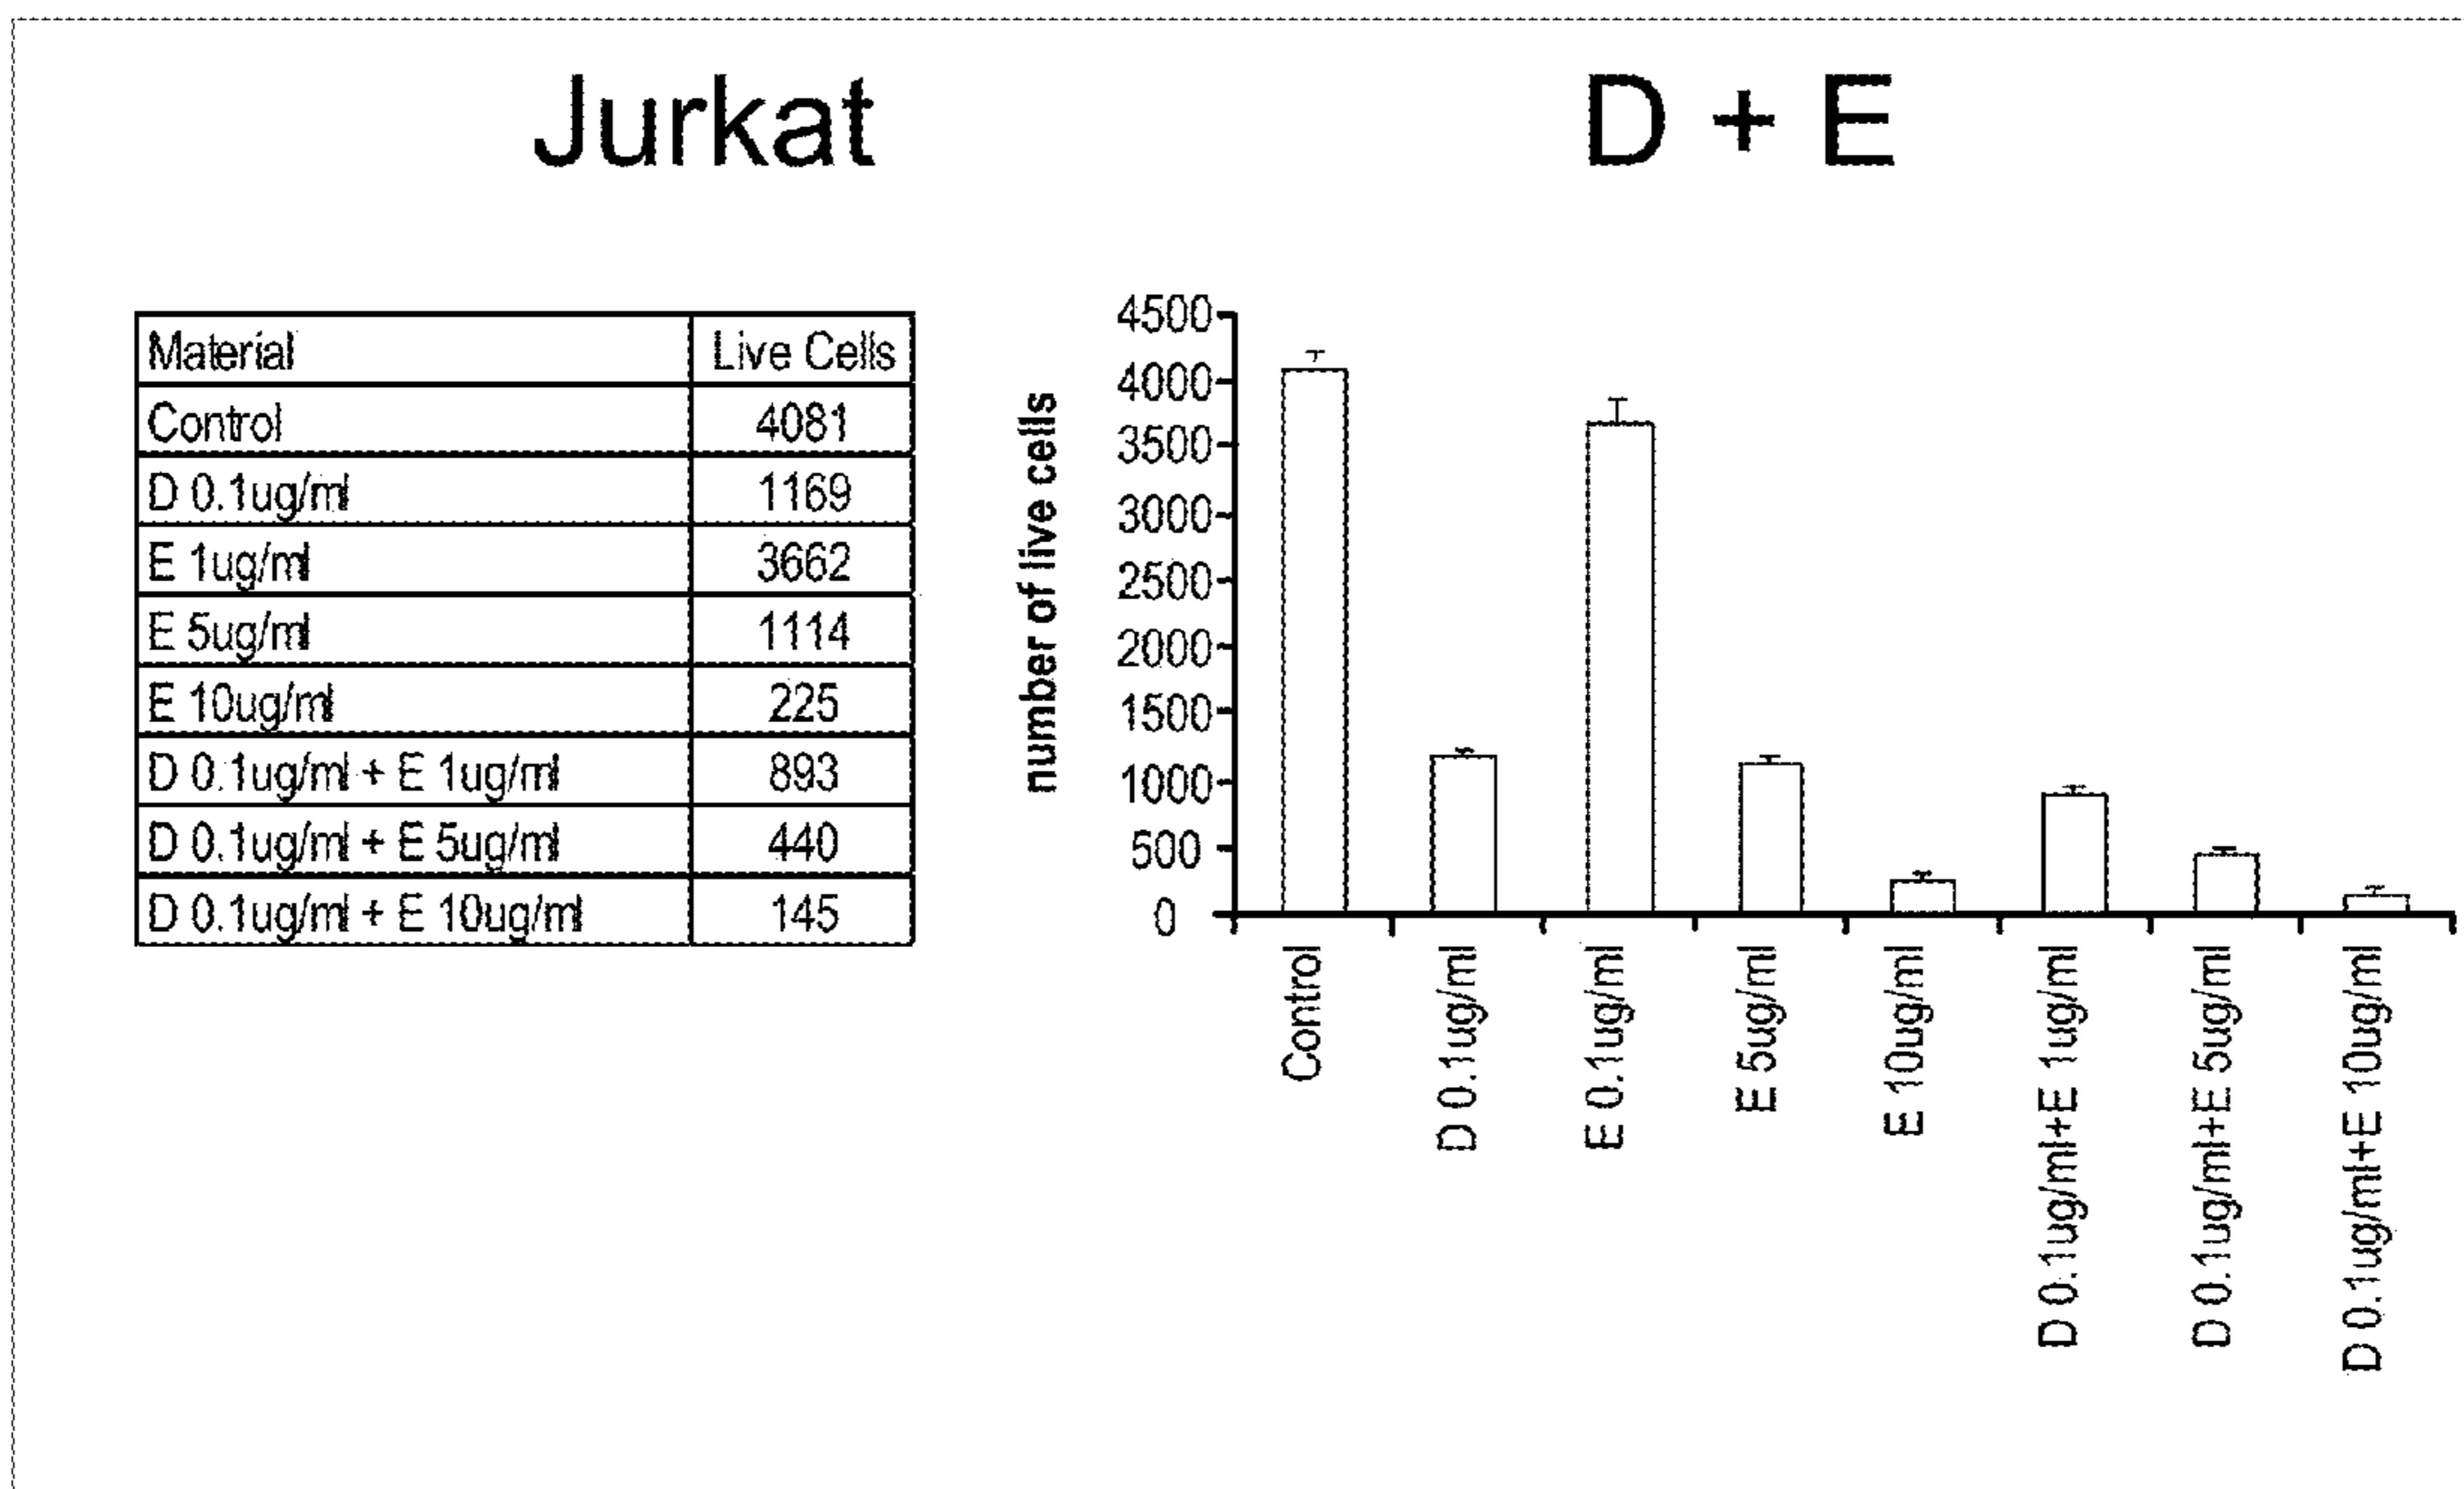 Jurkat
D + E
Material Live Cells
Control 4081
D 0.1ug/ml 1169
E 1ug/ml 3662
E 5ug/ml 1114
E 10ug/ml 225
D 0.1ug/ml + E 1ug/ml 893
D 0.1ug/ml + E 5ug/ml 440
D 0.1ug/ml + E 10ug/ml 145
number of live cells
4500
4000
3500
3000
2500
2000
1500
1000
500
0
Control
D 0.1ug/ml
E 0.1ug/ml
E 5ug/ml
E 10ug/ml
D 0.1ug/ml+E 1ug/ml
D 0.1ug/ml+E 5ug/ml
D 0.1ug/ml+E 10ug/ml